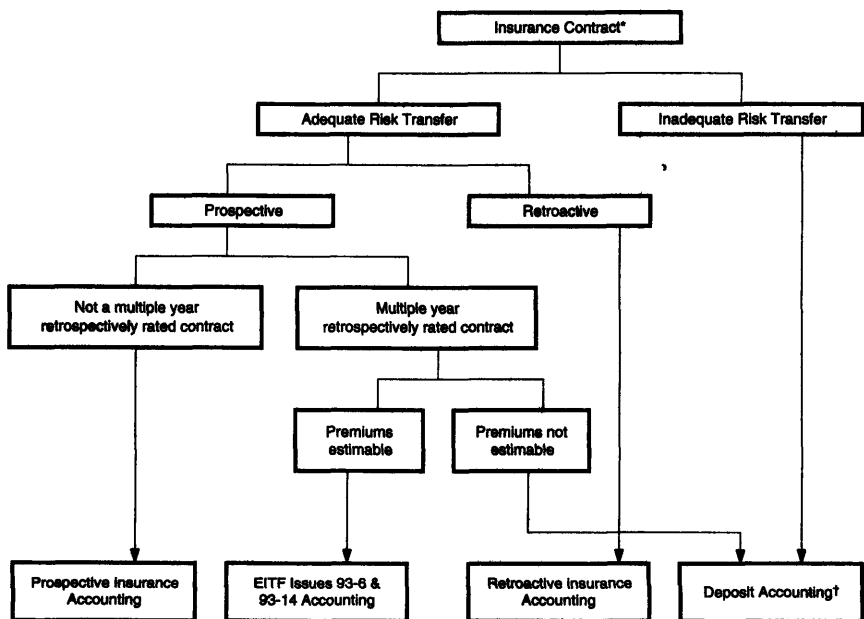 Insurance Contract*
Adequate Risk Transfer
Inadequate Risk Transfer
Prospective
Retroactive
Not a multiple year
retrospectively rated contract
Multiple year
retrospectively rated contract
Premiums
estimable
Premiums not
estimable
Prospective insurance
Accounting
EITF Issues 93-6 &
93-14 Accounting
Retroactive insurance
Accounting
Deposit Accounting†